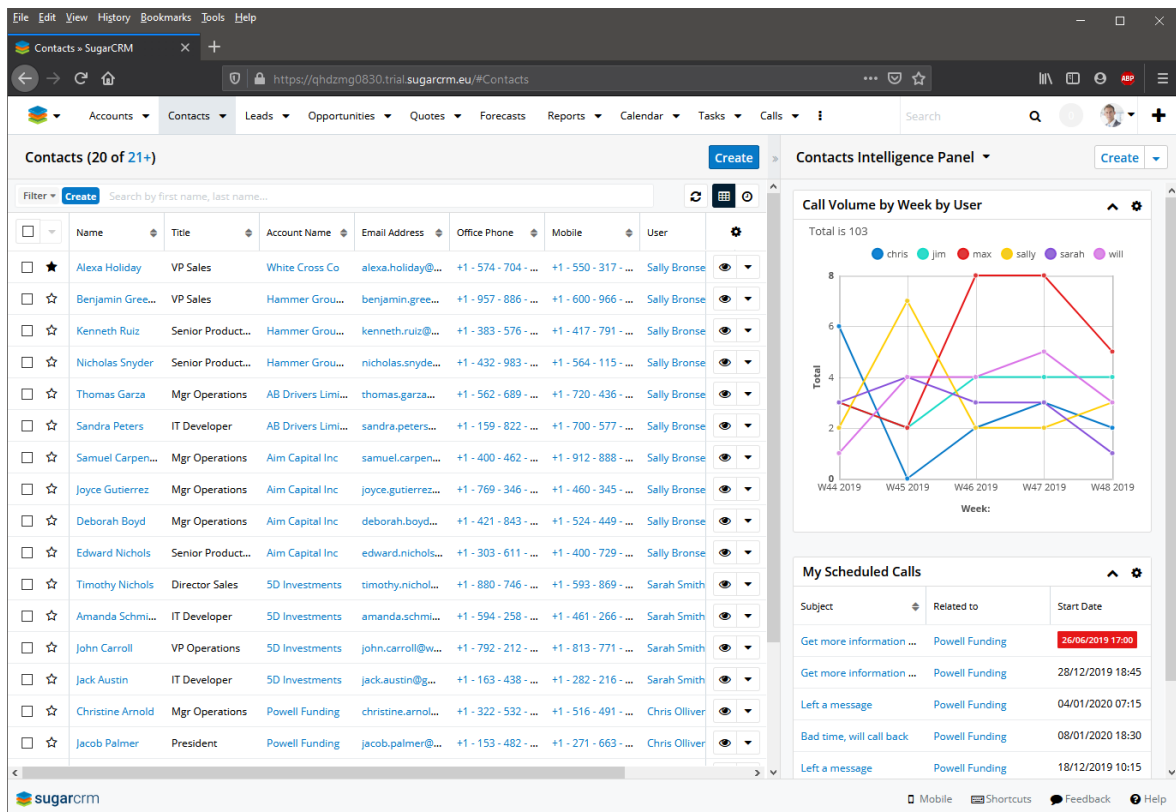 File Edit View History Bookmarks Tools Help
Contacts » SugarCRM
https://qhdzmg0830.trial.sugarcrm.eu/#Contacts
ABP
Accounts Contacts Leads Opportunities Quotes Forecasts Reports Calendar Tasks Calls Search
Contacts (20 of 21+) Create
Filter Create Search by first name, last name...
Name Title Account Name Email Address Office Phone Mobile User
Alexa Holiday VP Sales White Cross Co alexa.holiday@... +1 - 574 - 704 - ... +1 - 550 - 317 - ... Sally Bronse
Benjamin Gree... VP Sales Hammer Grou... benjamin.gree... +1 - 957 - 886 - ... +1 - 600 - 966 - ... Sally Bronse
Kenneth Ruiz Senior Product... Hammer Grou... kenneth.ruiz@... +1 - 383 - 576 - ... +1 - 417 - 791 - ... Sally Bronse
Nicholas Snyder Senior Product... Hammer Grou... nicholas.snyde... +1 - 432 - 983 - ... +1 - 564 - 115 - ... Sally Bronse
Thomas Garza Mgr Operations AB Drivers Limi... thomas.garza... +1 - 562 - 689 - ... +1 - 720 - 436 - ... Sally Bronse
Sandra Peters IT Developer AB Drivers Limi... sandra.peters... +1 - 159 - 822 - ... +1 - 700 - 577 - ... Sally Bronse
Samuel Carpen... Mgr Operations Aim Capital Inc samuel.carpen... +1 - 400 - 462 - ... +1 - 912 - 888 - ... Sally Bronse
Joyce Gutierrez Mgr Operations Aim Capital Inc joyce.gutierrez... +1 - 769 - 346 - ... +1 - 460 - 345 - ... Sally Bronse
Deborah Boyd Mgr Operations Aim Capital Inc deborah.boyd... +1 - 421 - 843 - ... +1 - 524 - 449 - ... Sally Bronse
Edward Nichols Senior Product... Aim Capital Inc edward.nichols... +1 - 303 - 611 - ... +1 - 400 - 729 - ... Sally Bronse
Timothy Nichols Director Sales 5D Investments timothy.nichol... +1 - 880 - 746 - ... +1 - 593 - 869 - ... Sarah Smith
Amanda Schmi... IT Developer 5D Investments amanda.schmi... +1 - 594 - 258 - ... +1 - 461 - 266 - ... Sarah Smith
John Carroll VP Operations 5D Investments john.carroll@w... +1 - 792 - 212 - ... +1 - 813 - 771 - ... Sarah Smith
Jack Austin IT Developer 5D Investments jack.austin@g... +1 - 163 - 438 - ... +1 - 282 - 216 - ... Sarah Smith
Christine Arnold Mgr Operations Powell Funding christine.arnol... +1 - 322 - 532 - ... +1 - 516 - 491 - ... Chris Olliver
Jacob Palmer President Powell Funding jacob.palmer@... +1 - 153 - 482 - ... +1 - 271 - 663 - ... Chris Olliver
Contacts Intelligence Panel Create
Call Volume by Week by User
Total is 103
chris jim max sally sarah will
8
6
4
2
0
Total
W44 2019 W45 2019 W46 2019 W47 2019 W48 2019
Week:
My Scheduled Calls
Subject Related to Start Date
Get more information ... Powell Funding 26/06/2019 17:00
Get more information ... Powell Funding 28/12/2019 18:45
Left a message Powell Funding 04/01/2020 07:15
Bad time, will call back Powell Funding 08/01/2020 18:30
Left a message Powell Funding 18/12/2019 10:15
sugarcrm Mobile Shortcuts Feedback Help